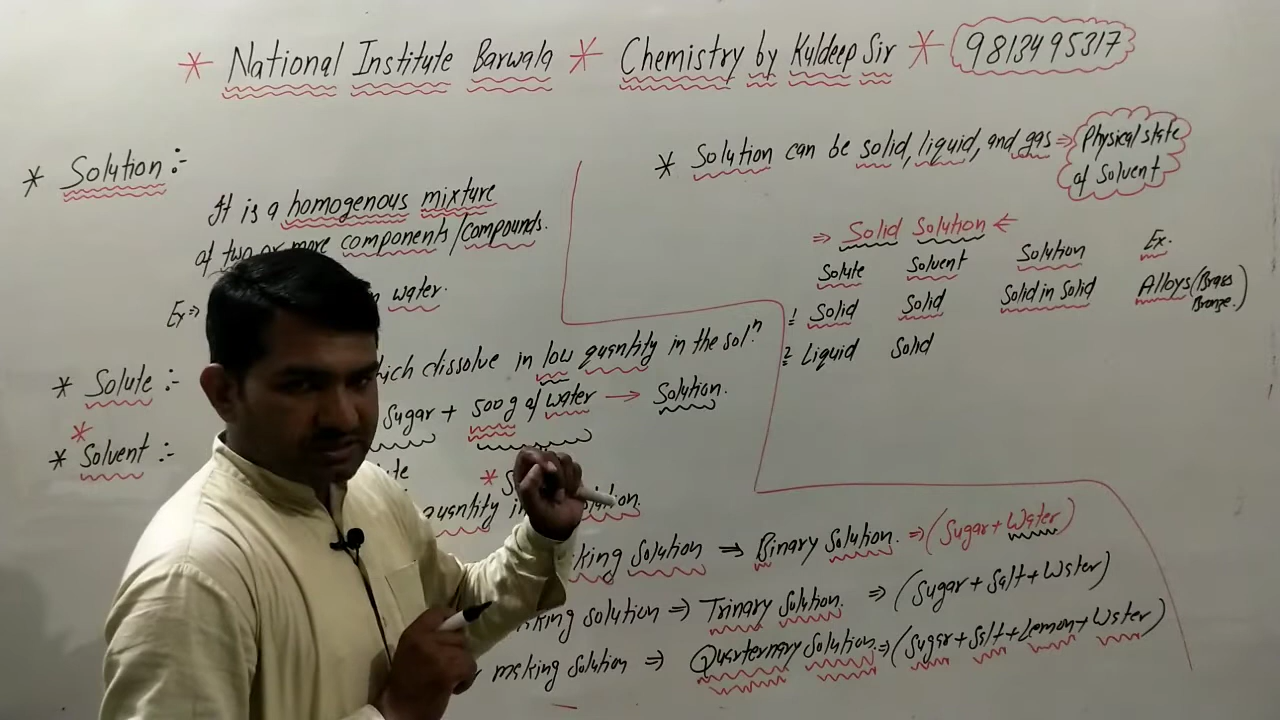 * National Institute Barwala * Chemistry by Kuldeep Sir * 9813495317
* Solution :-
It is a homogenous mixture
of two or more components/compounds.
Ex ⇒ water.
* Solute :- which dissolve in low quantity in the solⁿ
Sugar + 500g of water → Solution.
*
* Solvent :-
*
quantity in solution.
making solution ⇒ Binary Solution. ⇒ (Sugar + Water)
making solution ⇒ Trinary Solution. ⇒ (Sugar + Salt + Water)
making solution ⇒ Quarternary Solution. ⇒ (Sugar + Salt + Lemon + Water)
* Solution can be solid, liquid, and gas ⇒ Physical state
of Solvent
⇒ Solid Solution ⇐
Solute Solvent Solution Ex.
1 Solid Solid Solid in Solid Alloys (Brass
Bronze.)
2 Liquid Solid